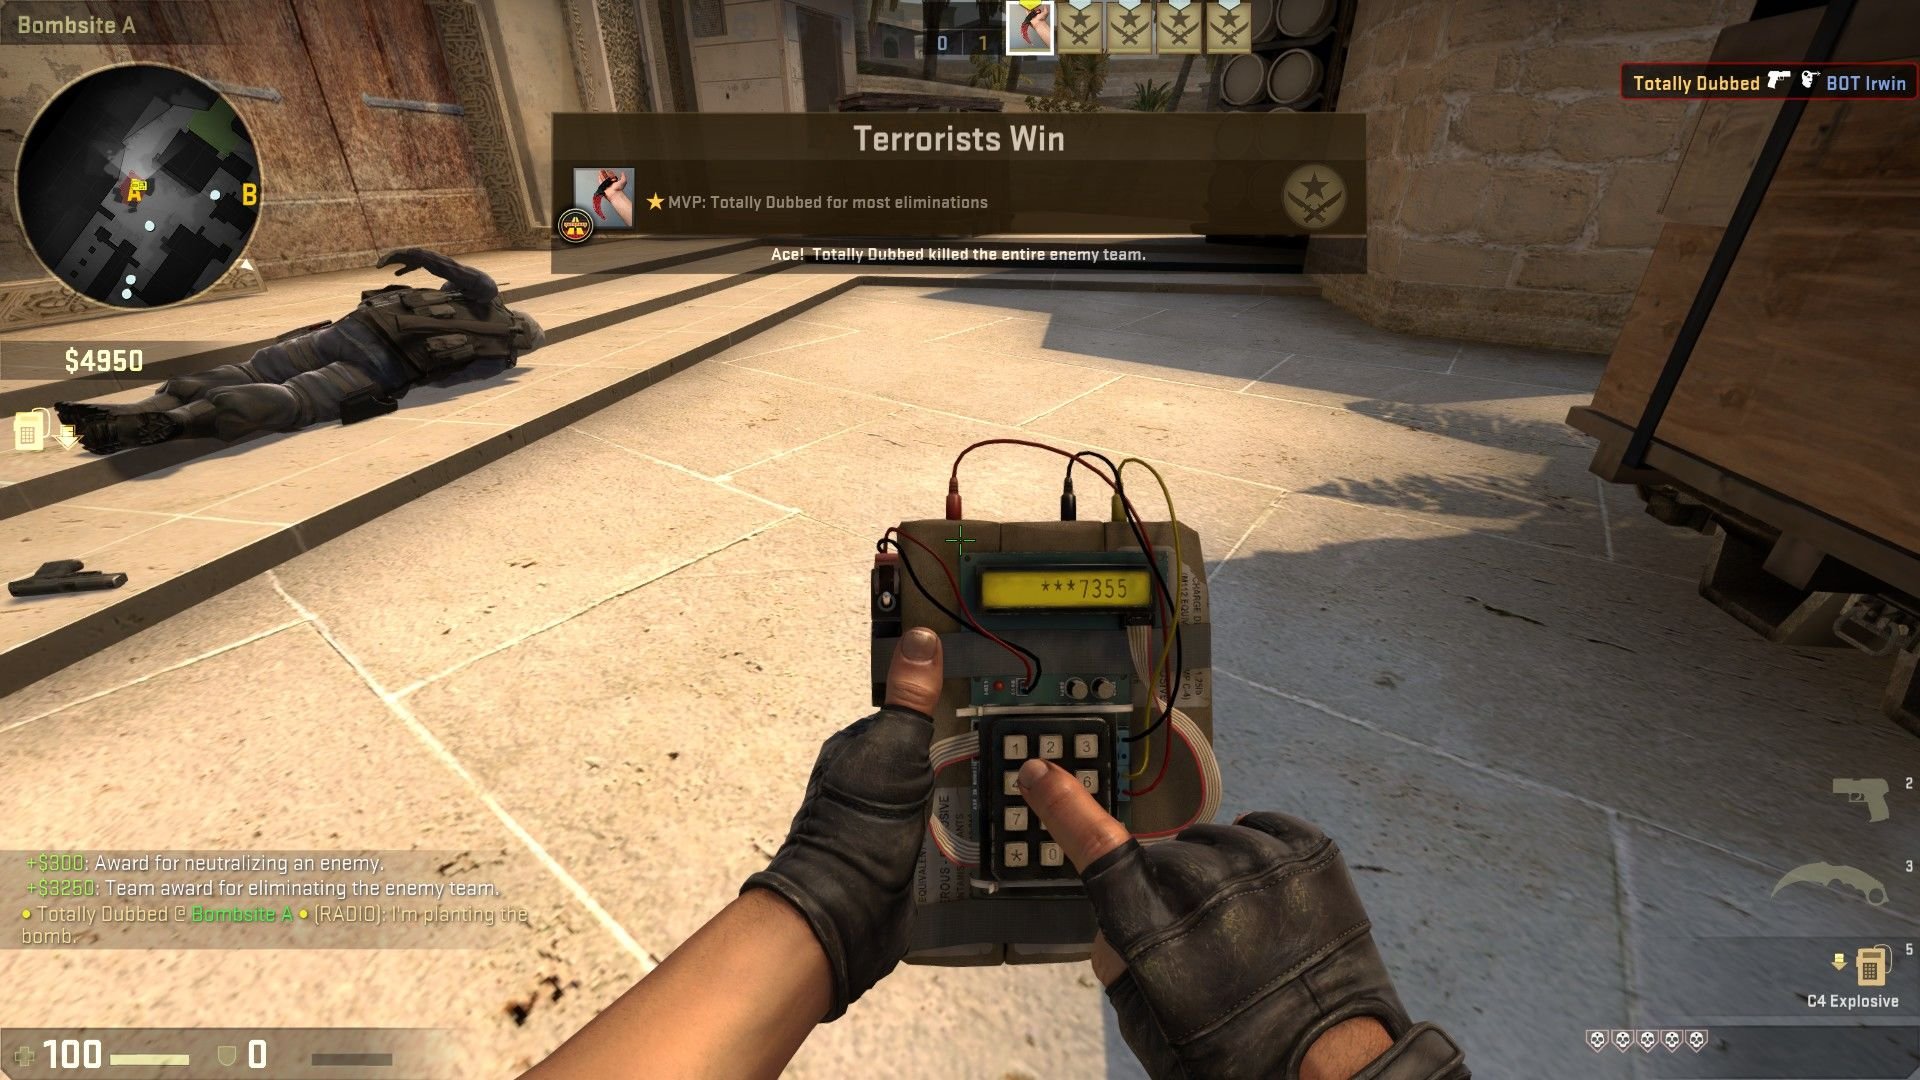 Bombsite A
0 1
Totally Dubbed BOT Irwin
Terrorists Win
MVP: Totally Dubbed for most eliminations
Ace! Totally Dubbed killed the entire enemy team.
A
B
$4950
***7355
1 2 3
6
7
* 0
2
3
5
C4 Explosive
+$300: Award for neutralizing an enemy.
+$3250: Team award for eliminating the enemy team.
• Totally Dubbed @ Bombsite A • (RADIO): I'm planting the
bomb.
100 0